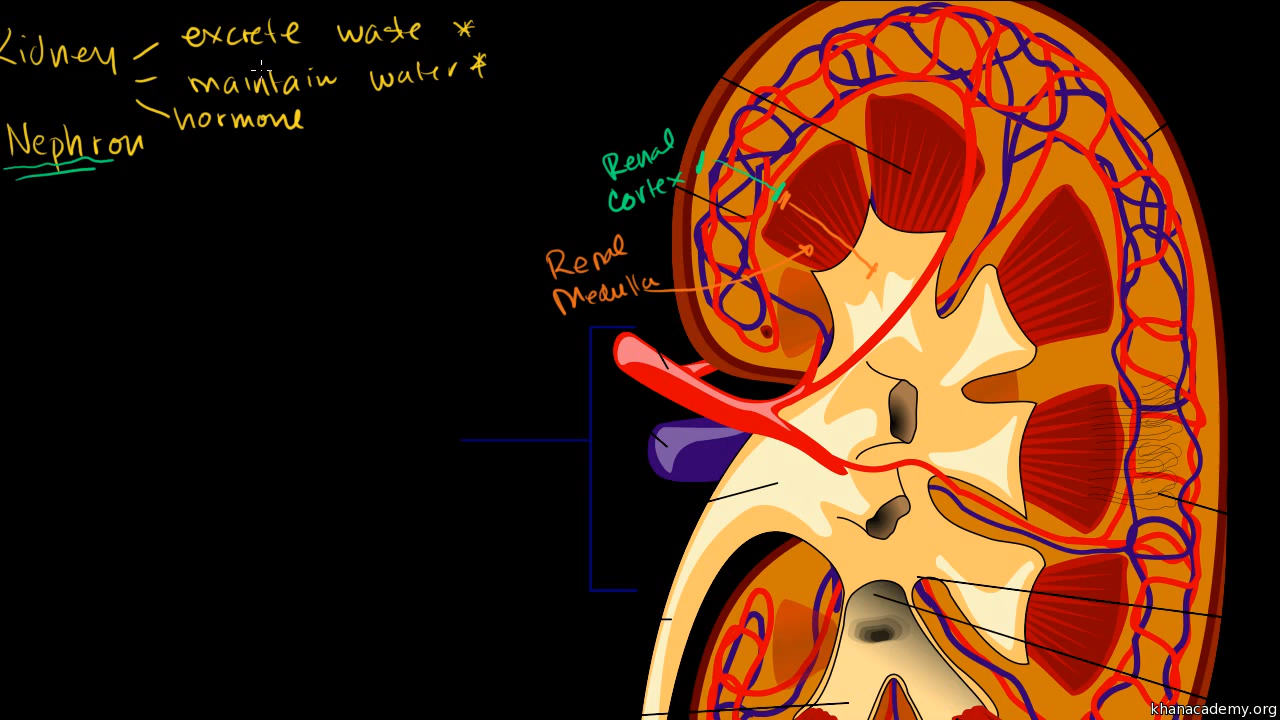 Kidney
excrete waste *
maintain water *
hormone
Nephron
Renal
Cortex
Renal
Medulla
khanacademy.org